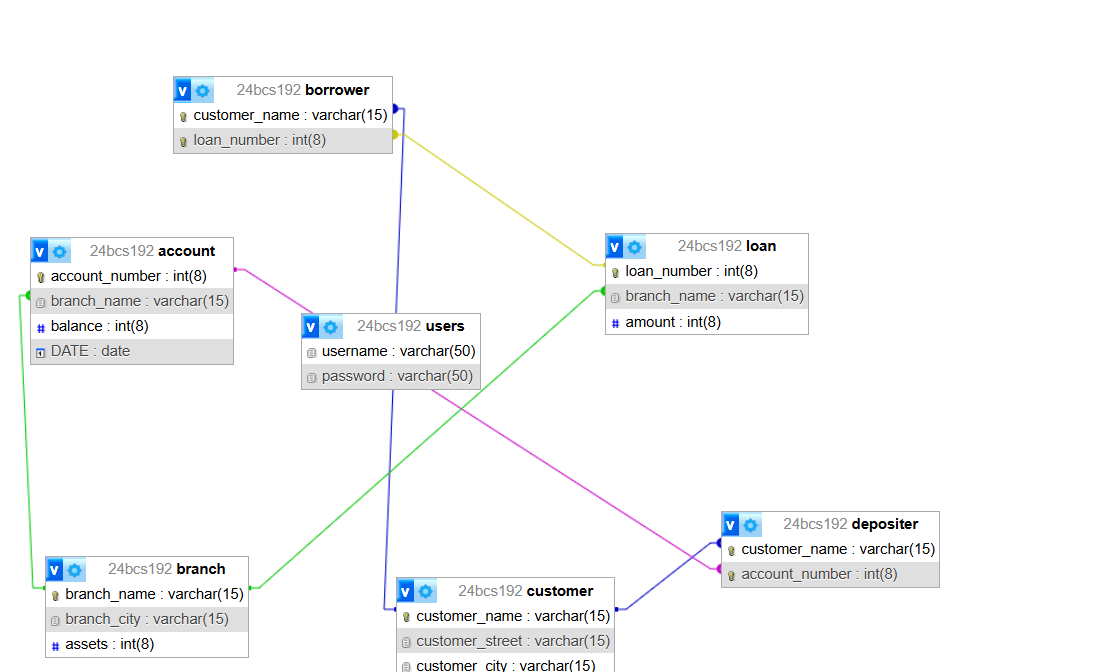 v 24bcs192 borrower
customer_name : varchar(15)
loan_number : int(8)
v 24bcs192 account
account_number : int(8)
branch_name : varchar(15)
# balance : int(8)
DATE : date
v 24bcs192 loan
loan_number : int(8)
branch_name : varchar(15)
# amount : int(8)
v 24bcs192 users
username : varchar(50)
password : varchar(50)
v 24bcs192 depositer
customer_name : varchar(15)
account_number : int(8)
v 24bcs192 branch
branch_name : varchar(15)
branch_city : varchar(15)
# assets : int(8)
v 24bcs192 customer
customer_name : varchar(15)
customer_street : varchar(15)
customer_city : varchar(15)